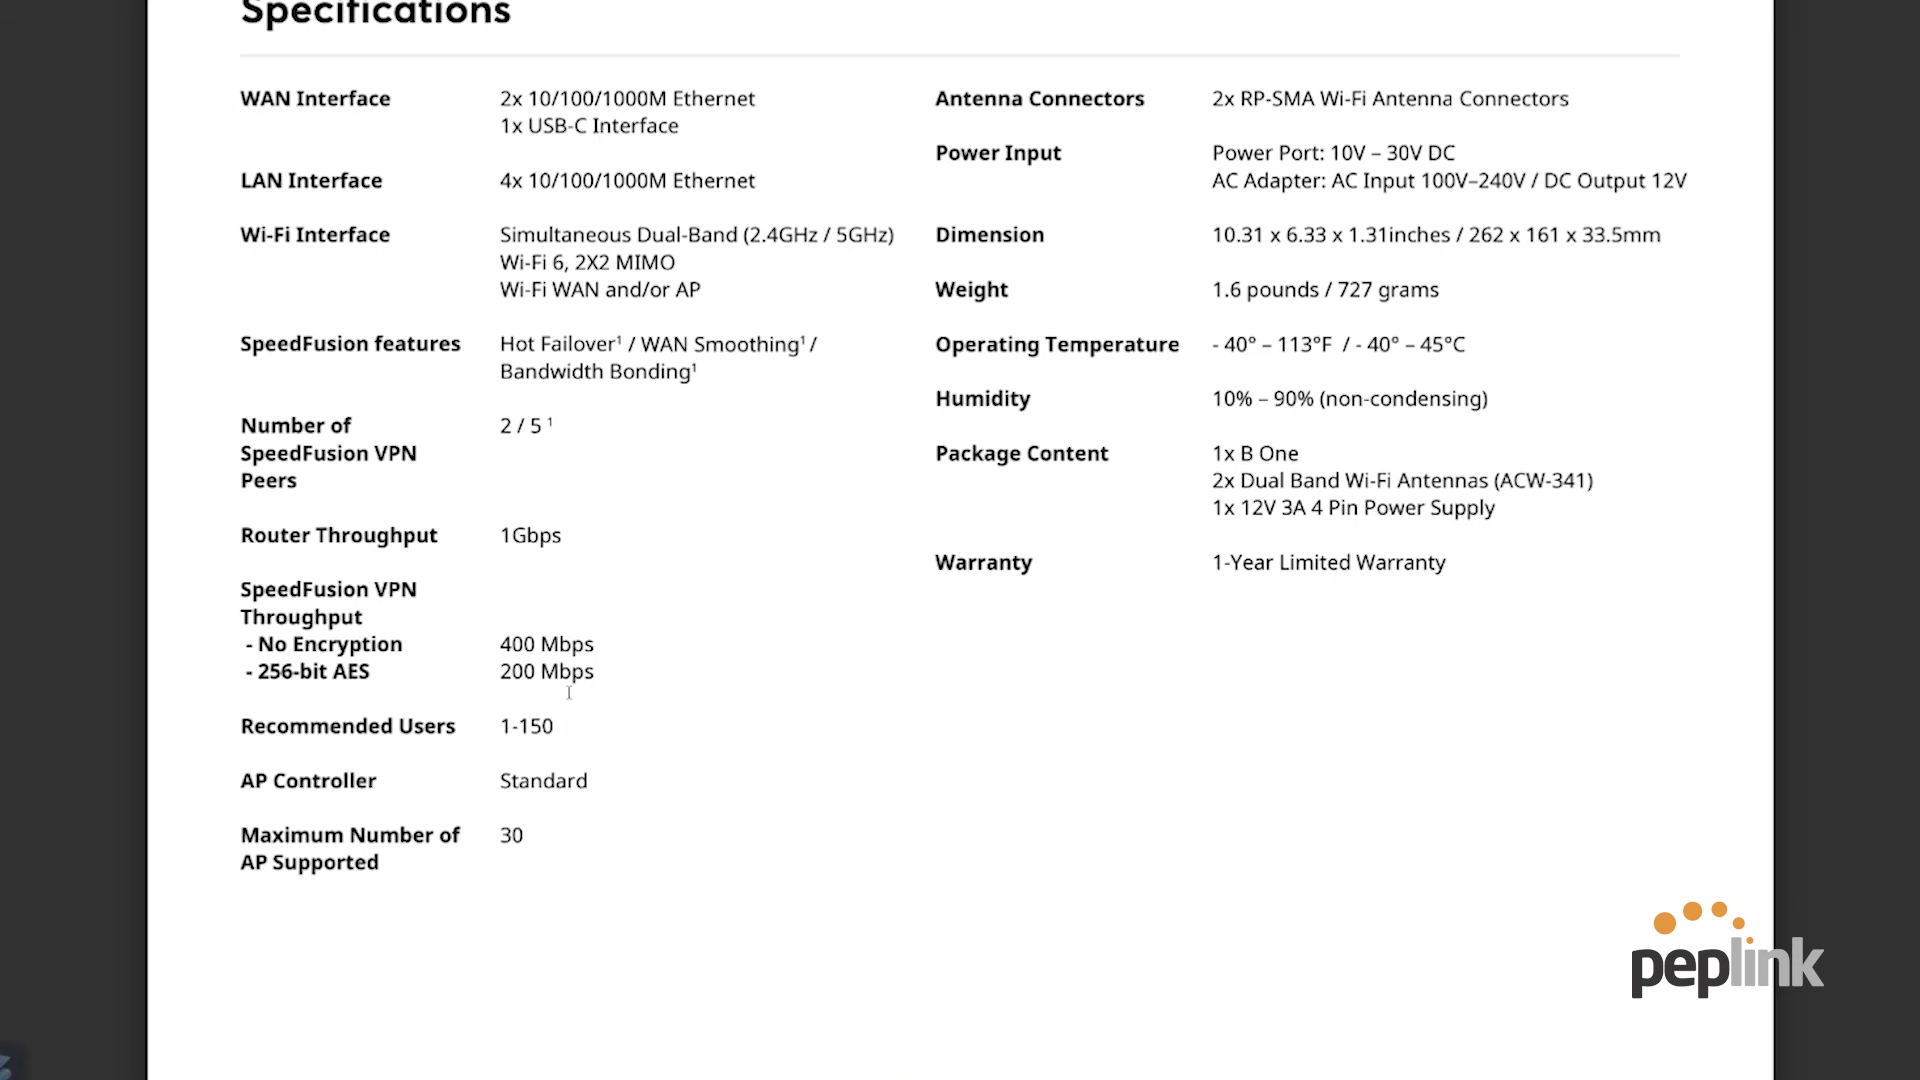 Specifications
WAN Interface
2x 10/100/1000M Ethernet
1x USB-C Interface
LAN Interface
4x 10/100/1000M Ethernet
Wi-Fi Interface
Simultaneous Dual-Band (2.4GHz / 5GHz)
Wi-Fi 6, 2X2 MIMO
Wi-Fi WAN and/or AP
SpeedFusion features
Hot Failover¹ / WAN Smoothing¹ /
Bandwidth Bonding¹
Number of
SpeedFusion VPN
Peers
2 / 5 ¹
Router Throughput
1Gbps
SpeedFusion VPN
Throughput
- No Encryption
400 Mbps
- 256-bit AES
200 Mbps
Recommended Users
1-150
AP Controller
Standard
Maximum Number of
AP Supported
30
Antenna Connectors
2x RP-SMA Wi-Fi Antenna Connectors
Power Input
Power Port: 10V – 30V DC
AC Adapter: AC Input 100V–240V / DC Output 12V
Dimension
10.31 x 6.33 x 1.31inches / 262 x 161 x 33.5mm
Weight
1.6 pounds / 727 grams
Operating Temperature
- 40° – 113°F / - 40° – 45°C
Humidity
10% – 90% (non-condensing)
Package Content
1x B One
2x Dual Band Wi-Fi Antennas (ACW-341)
1x 12V 3A 4 Pin Power Supply
Warranty
1-Year Limited Warranty
peplink